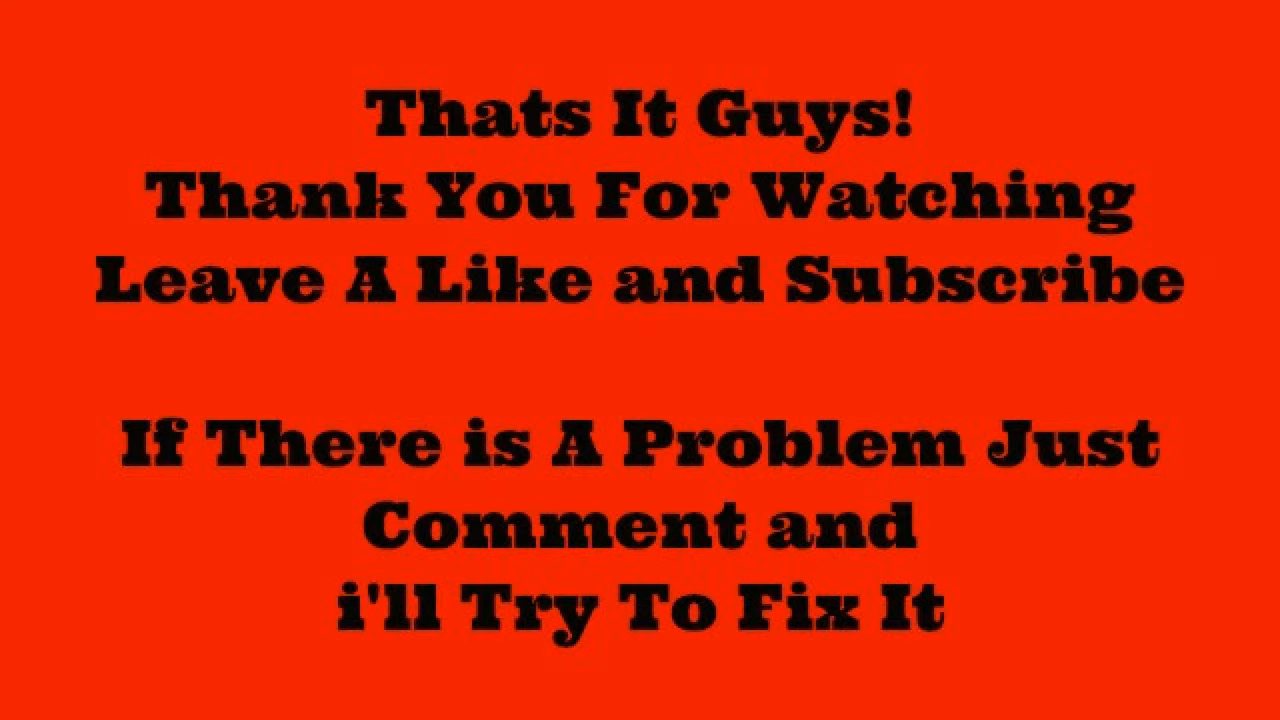 Thats It Guys!
Thank You For Watching
Leave A Like and Subscribe
If There is A Problem Just
Comment and
i'll Try To Fix It